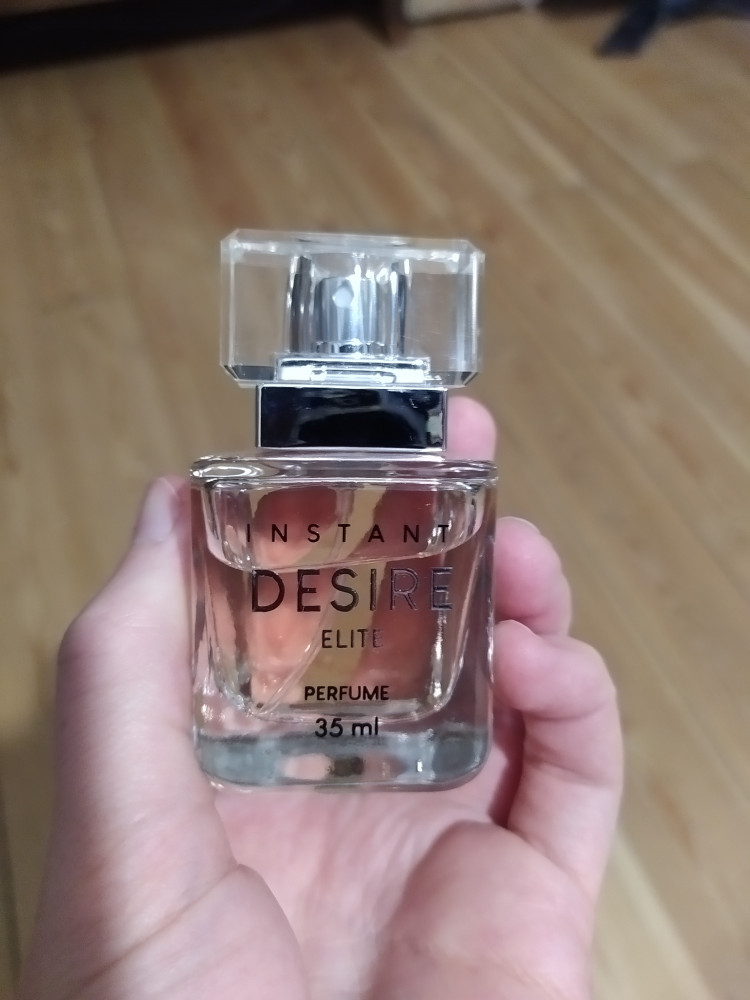 INSTANT
DESIRE
ELITE
PERFUME
35 ml